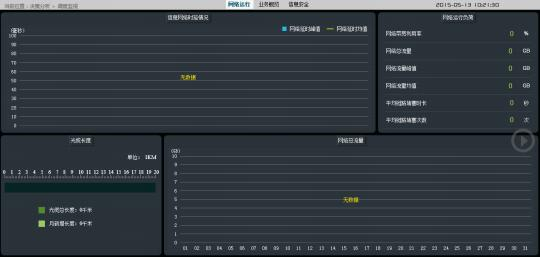 当前位置：决策分析 > 调度监视
网络运行 业务概览 信息安全
2015-05-13 10:21:30
信息网络时延情况
(毫秒)
网络延时峰值 网络延时均值
100
90
80
70
60
50
40
30
20
10
0
无数据
网络运行负荷
网络带宽利用率 0 %
网络总流量 0 GB
网络流量峰值 0 GB
网络流量均值 0 GB
平均链路堵塞时长 0 秒
平均链路堵塞次数 0 次
光缆长度
单位：1KM
0 1 2 3 4 5 6 7 8 9 10 11 12 13 14 15 16 17 18 19 20
光缆总长度：0千米
月新增长度：0千米
网络总流量
(GB)
10
9
8
7
6
5
4
3
2
1
0
无数据
01 02 03 04 05 06 07 08 09 10 11 12 13 14 15 16 17 18 19 20 21 22 23 24 25 26 27 28 29 30 31